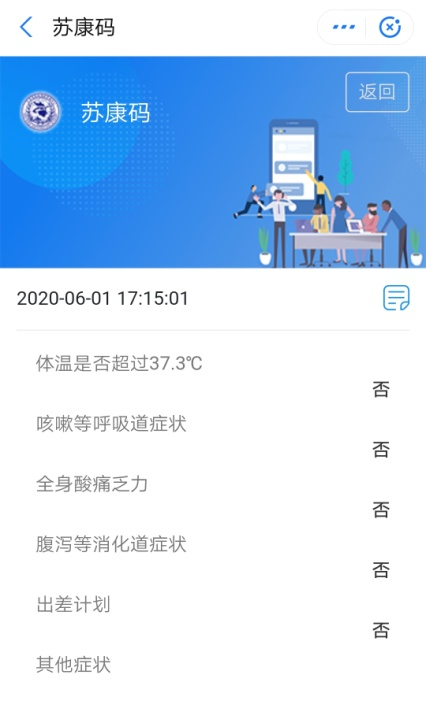 苏康码
苏康码
返回
2020-06-01 17:15:01
体温是否超过37.3℃
否
咳嗽等呼吸道症状
否
全身酸痛乏力
否
腹泻等消化道症状
否
出差计划
否
其他症状